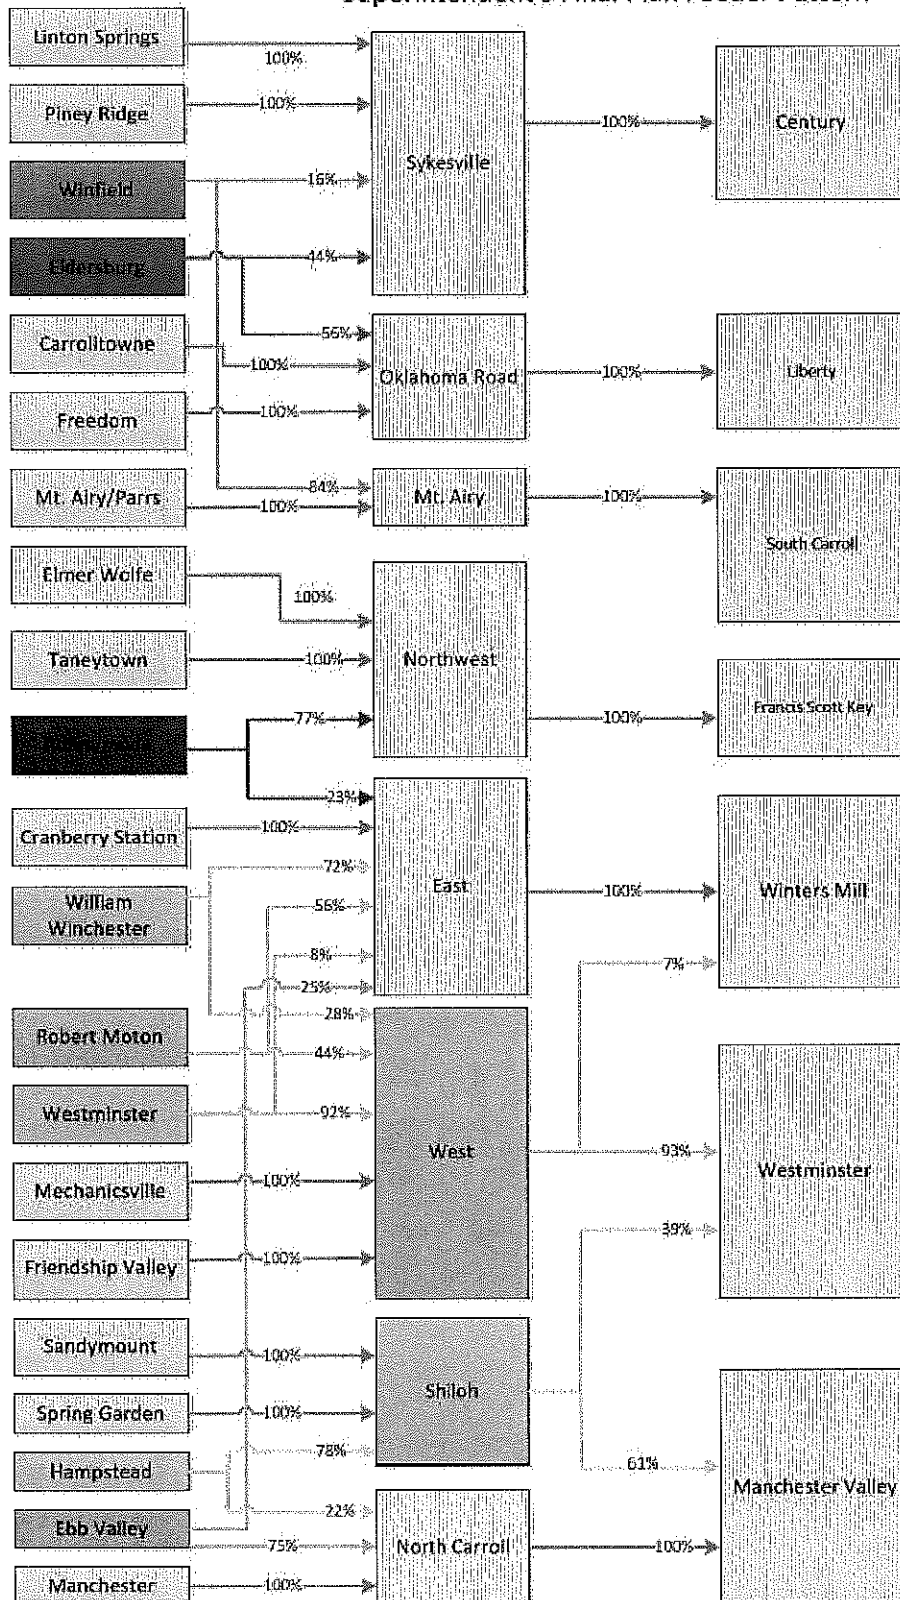 Linton Springs
100%
Piney Ridge
100%
Sykesville
100%
Century
Winfield
16%
Eldersburg
44%
56%
Carrolltowne
100%
Oklahoma Road
100%
Liberty
Freedom
100%
84%
Mt. Airy/Parrs
100%
Mt. Airy
100%
South Carroll
Elmer Wolfe
100%
Taneytown
100%
Northwest
77%
100%
Francis Scott Key
23%
Cranberry Station
100%
72%
William
Winchester
East
100%
Winters Mill
56%
8%
7%
25%
28%
Robert Moton
44%
Westminster
92%
West
93%
Westminster
Mechanicsville
100%
39%
Friendship Valley
100%
Sandymount
100%
Shiloh
Spring Garden
100%
78%
61%
Hampstead
22%
Manchester Valley
Ebb Valley
75%
North Carroll
100%
Manchester
100%